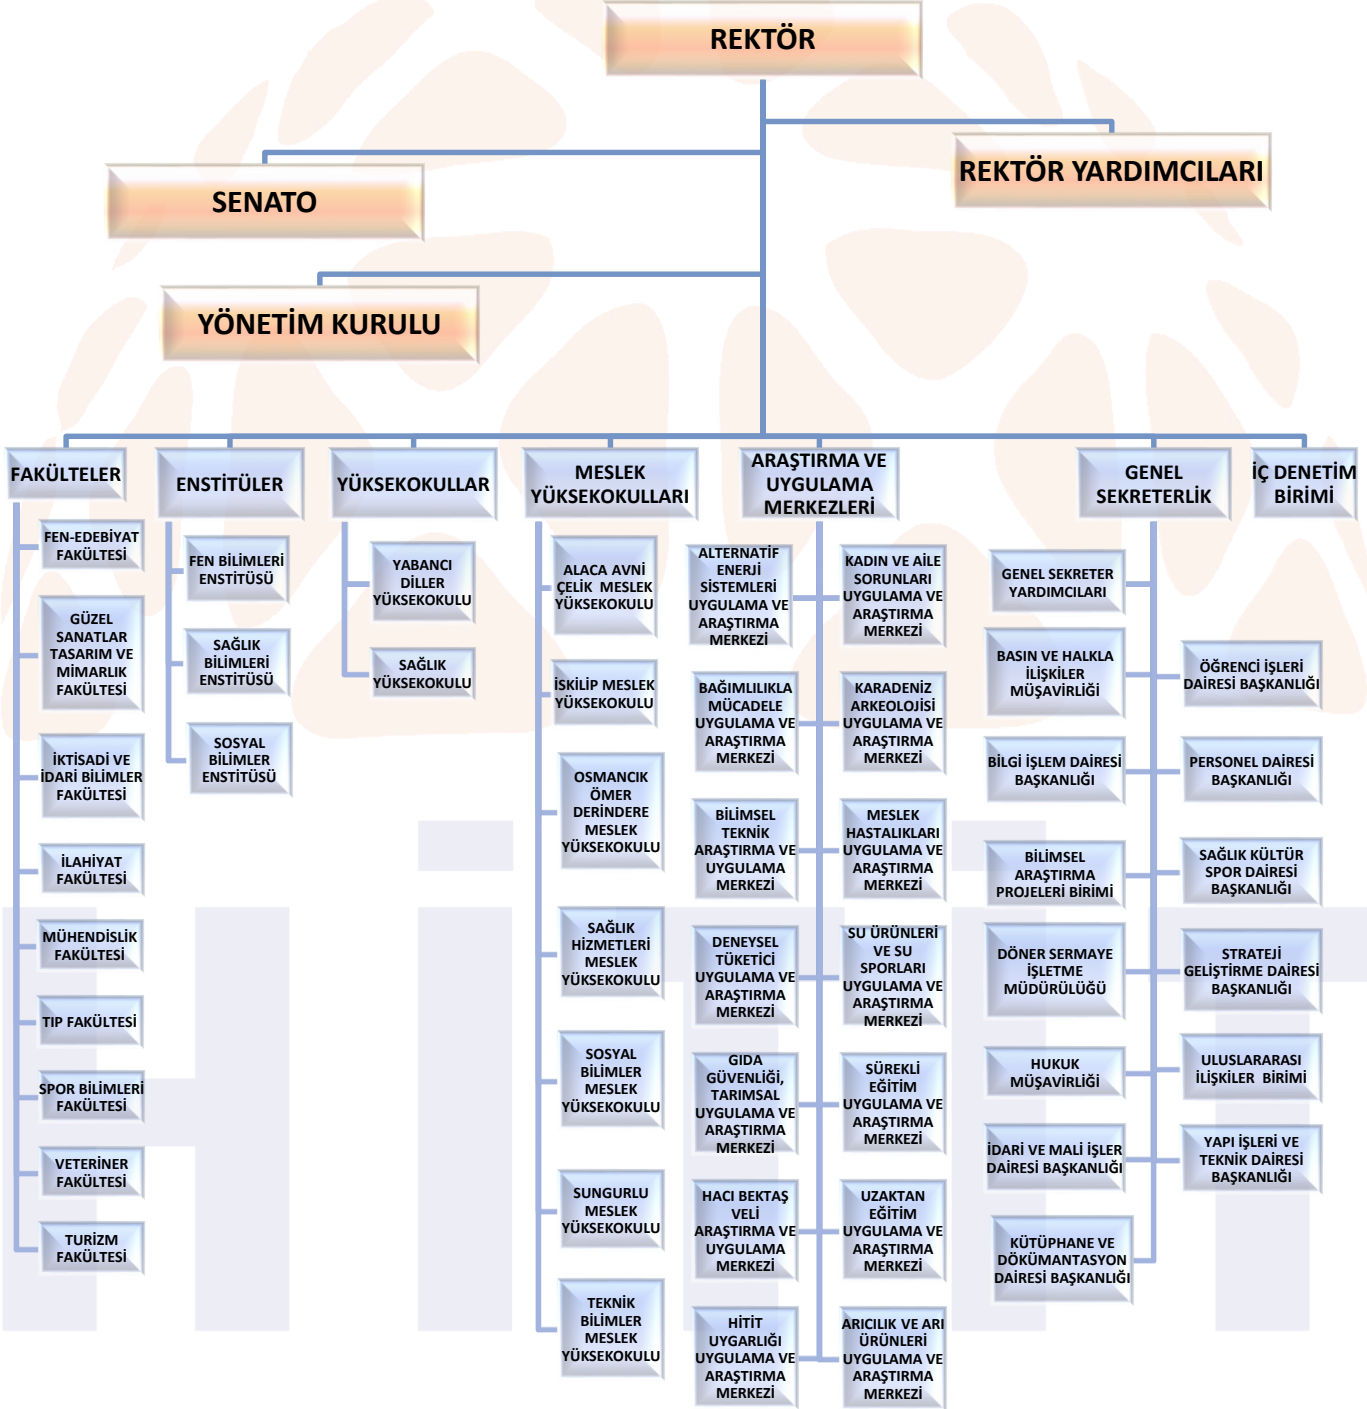 REKTÖR
REKTÖR YARDIMCILARI
SENATO
YÖNETİM KURULU
FAKÜLTELER
FEN-EDEBİYAT
FAKÜLTESİ
GÜZEL
SANATLAR
TASARIM VE
MİMARLIK
FAKÜLTESİ
İKTİSADİ VE
İDARİ BİLİMLER
FAKÜLTESİ
İLAHİYAT
FAKÜLTESİ
MÜHENDİSLİK
FAKÜLTESİ
TIP FAKÜLTESİ
SPOR BİLİMLERİ
FAKÜLTESİ
VETERİNER
FAKÜLTESİ
TURİZM
FAKÜLTESİ
ENSTİTÜLER
FEN BİLİMLERİ
ENSTİTÜSÜ
SAĞLIK
BİLİMLERİ
ENSTİTÜSÜ
SOSYAL
BİLİMLER
ENSTİTÜSÜ
YÜKSEKOKULLAR
YABANCI
DİLLER
YÜKSEKOKULU
SAĞLIK
YÜKSEKOKULU
MESLEK
YÜKSEKOKULLARI
ALACA AVNİ
ÇELİK MESLEK
YÜKSEKOKULU
İSKİLİP MESLEK
YÜKSEKOKULU
OSMANCIK
ÖMER
DERİNDERE
MESLEK
YÜKSEKOKULU
SAĞLIK
HİZMETLERİ
MESLEK
YÜKSEKOKULU
SOSYAL
BİLİMLER
MESLEK
YÜKSEKOKULU
SUNGURLU
MESLEK
YÜKSEKOKULU
TEKNİK
BİLİMLER
MESLEK
YÜKSEKOKULU
ARAŞTIRMA VE
UYGULAMA
MERKEZLERİ
ALTERNATİF
ENERJİ
SİSTEMLERİ
UYGULAMA VE
ARAŞTIRMA
MERKEZİ
KADIN VE AİLE
SORUNLARI
UYGULAMA VE
ARAŞTIRMA
MERKEZİ
BAĞIMLILIKLA
MÜCADELE
UYGULAMA VE
ARAŞTIRMA
MERKEZİ
KARADENİZ
ARKEOLOJİSİ
UYGULAMA VE
ARAŞTIRMA
MERKEZİ
BİLİMSEL
TEKNİK
ARAŞTIRMA VE
UYGULAMA
MERKEZİ
MESLEK
HASTALIKLARI
UYGULAMA VE
ARAŞTIRMA
MERKEZİ
DENEYSEL
TÜKETİCİ
UYGULAMA VE
ARAŞTIRMA
MERKEZİ
SU ÜRÜNLERİ
VE SU
SPORLARI
UYGULAMA VE
ARAŞTIRMA
MERKEZİ
GIDA
GÜVENLİĞİ,
TARIMSAL
UYGULAMA VE
ARAŞTIRMA
MERKEZİ
SÜREKLİ
EĞİTİM
UYGULAMA VE
ARAŞTIRMA
MERKEZİ
HACI BEKTAŞ
VELİ
ARAŞTIRMA VE
UYGULAMA
MERKEZİ
UZAKTAN
EĞİTİM
UYGULAMA VE
ARAŞTIRMA
MERKEZİ
HİTİT
UYGARLIĞI
UYGULAMA VE
ARAŞTIRMA
MERKEZİ
ARICILIK VE ARI
ÜRÜNLERİ
UYGULAMA VE
ARAŞTIRMA
MERKEZİ
GENEL
SEKRETERLİK
GENEL SEKRETER
YARDIMCILARI
BASIN VE HALKLA
İLİŞKİLER
MÜŞAVİRLİĞİ
ÖĞRENCİ İŞLERİ
DAİRESİ BAŞKANLIĞI
BİLGİ İŞLEM DAİRESİ
BAŞKANLIĞI
PERSONEL DAİRESİ
BAŞKANLIĞI
BİLİMSEL
ARAŞTIRMA
PROJELERİ BİRİMİ
SAĞLIK KÜLTÜR
SPOR DAİRESİ
BAŞKANLIĞI
DÖNER SERMAYE
İŞLETME
MÜDÜRÜLÜĞÜ
STRATEJİ
GELİŞTİRME DAİRESİ
BAŞKANLIĞI
HUKUK
MÜŞAVİRLİĞİ
ULUSLARARASI
İLİŞKİLER BİRİMİ
İDARİ VE MALİ İŞLER
DAİRESİ BAŞKANLIĞI
YAPI İŞLERİ VE
TEKNİK DAİRESİ
BAŞKANLIĞI
KÜTÜPHANE VE
DÖKÜMANTASYON
DAİRESİ BAŞKANLIĞI
İÇ DENETİM
BİRİMİ
HİTİT